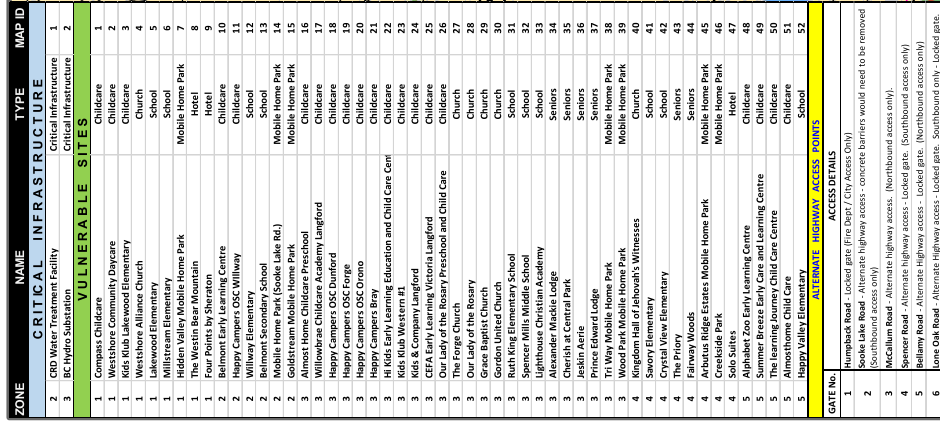 ZONE NAME TYPE MAP ID
CRITICAL INFRASTRUCTURE
2 CRD Water Treatment Facility Critical Infrastructure 1
3 BC Hydro Substation Critical Infrastructure 2
VULNERABLE SITES
1 Compass Childcare Childcare 1
1 Westshore Community Daycare Childcare 2
1 Kids Klub Lakewood Elementary Childcare 3
1 Westshore Alliance Church Church 4
1 Lakewood Elementary School 5
1 Millstream Elementary School 6
1 Hidden Valley Mobile Home Park Mobile Home Park 7
1 The Westin Bear Mountain Hotel 8
1 Four Points by Sheraton Hotel 9
2 Belmont Early Learning Centre Childcare 10
2 Happy Campers OSC Willway Childcare 11
2 Willway Elementary School 12
2 Belmont Secondary School School 13
2 Mobile Home Park (Sooke Lake Rd.) Mobile Home Park 14
2 Goldstream Mobile Home Park Mobile Home Park 15
3 Almost Home Childcare Preschool Childcare 16
3 Willowbrae Childcare Academy Langford Childcare 17
3 Happy Campers OSC Dunford Childcare 18
3 Happy Campers OSC Forge Childcare 19
3 Happy Campers OSC Orono Childcare 20
3 Happy Campers Bray Childcare 21
3 Hi Kids Early Learning Education and Child Care Cent Childcare 22
3 Kids Klub Western #1 Childcare 23
3 Kids & Company Langford Childcare 24
3 CEFA Early Learning Victoria Langford Childcare 25
3 Our Lady of the Rosary Preschool and Child Care Childcare 26
3 The Forge Church Church 27
3 Our Lady of the Rosary Church 28
3 Grace Baptist Church Church 29
3 Gordon United Church Church 30
3 Ruth King Elementary School School 31
3 Spencer Mills Middle School School 32
3 Lighthouse Christian Academy School 33
3 Alexander Mackie Lodge Seniors 34
3 Cherish at Central Park Seniors 35
3 Jeskin Aerie Seniors 36
3 Prince Edward Lodge Seniors 37
3 Tri Way Mobile Home Park Mobile Home Park 38
3 Wood Park Mobile Home Park Mobile Home Park 39
4 Kingdom Hall of Jehovah's Witnesses Church 40
4 Savory Elementary School 41
4 Crystal View Elementary School 42
4 The Priory Seniors 43
4 Fairway Woods Seniors 44
4 Arbutus Ridge Estates Mobile Home Park Mobile Home Park 45
4 Creekside Park Mobile Home Park 46
4 Solo Suites Hotel 47
5 Alphabet Zoo Early Learning Childcare 48
5 Summer Breeze Early Care and Learning Centre Childcare 49
5 The Learning Journey Child Care Centre Childcare 50
5 Almosthome Child Care Childcare 51
5 Happy Valley Elementary School 52
ALTERNATE HIGHWAY ACCESS POINTS
GATE No. ACCESS DETAILS
1 Humpback Road - Locked gate (Fire Dept / City Access Only)
2 Sooke Lake Road - Alternate highway access - concrete barriers would need to be removed
(Southbound access only)
3 McCallum Road - Alternate highway access. (Northbound access only).
4 Spencer Road - Alternate highway access - Locked gate. (Southbound access only)
5 Bellamy Road - Alternate highway access - Locked gate. (Northbound access only)
6 Lone Oak Road - Alternate Highway access - Locked gate. Southbound only - Locked gate.